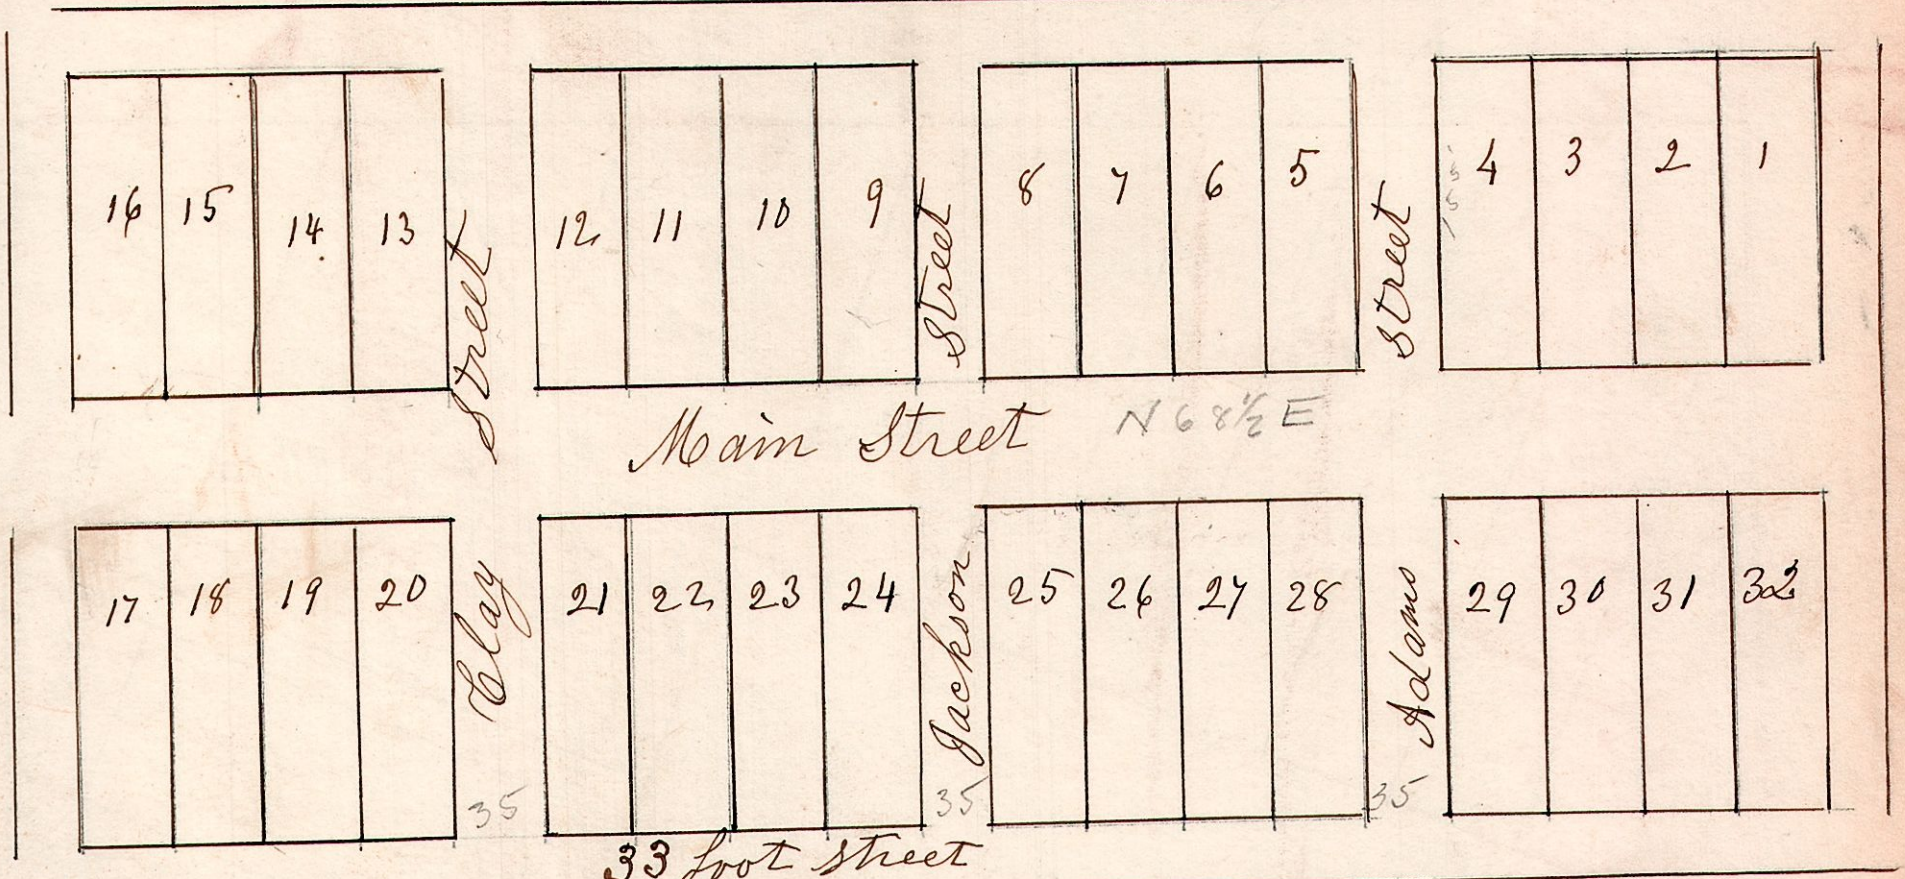 16 15 14 13 12 11 10 9 8 7 6 5 4 3 2 1
Clay Street
Jackson Street
Adams Street
Main Street N 68½ E
17 18 19 20 21 22 23 24 25 26 27 28 29 30 31 32
35 35 35
33 foot street